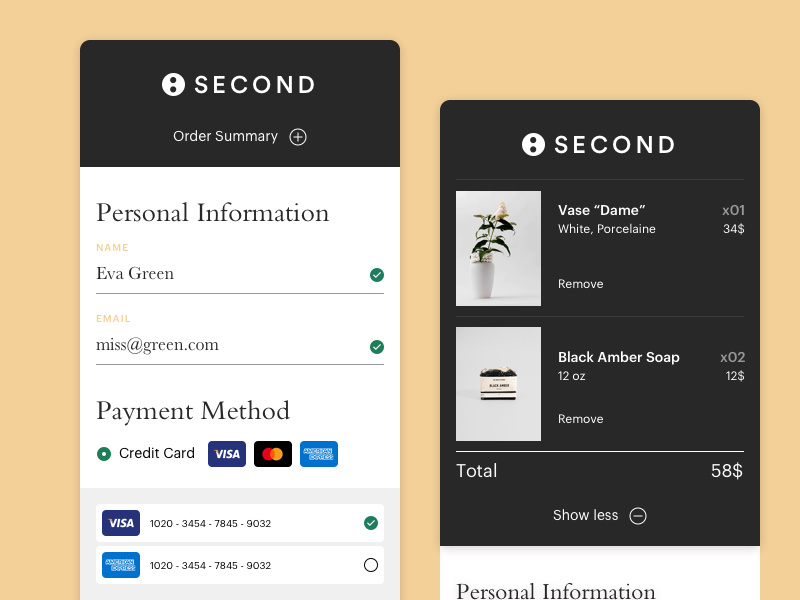 SECOND
Order Summary
Personal Information
NAME
Eva Green
EMAIL
miss@green.com
Payment Method
Credit Card VISA AMERICAN EXPRESS
VISA 1020 - 3454 - 7845 - 9032
AMERICAN EXPRESS 1020 - 3454 - 7845 - 9032
SECOND
Vase “Dame” x01
White, Porcelaine 34$
Remove
BLACK AMBER
Black Amber Soap x02
12 oz 12$
Remove
Total 58$
Show less
Personal Information